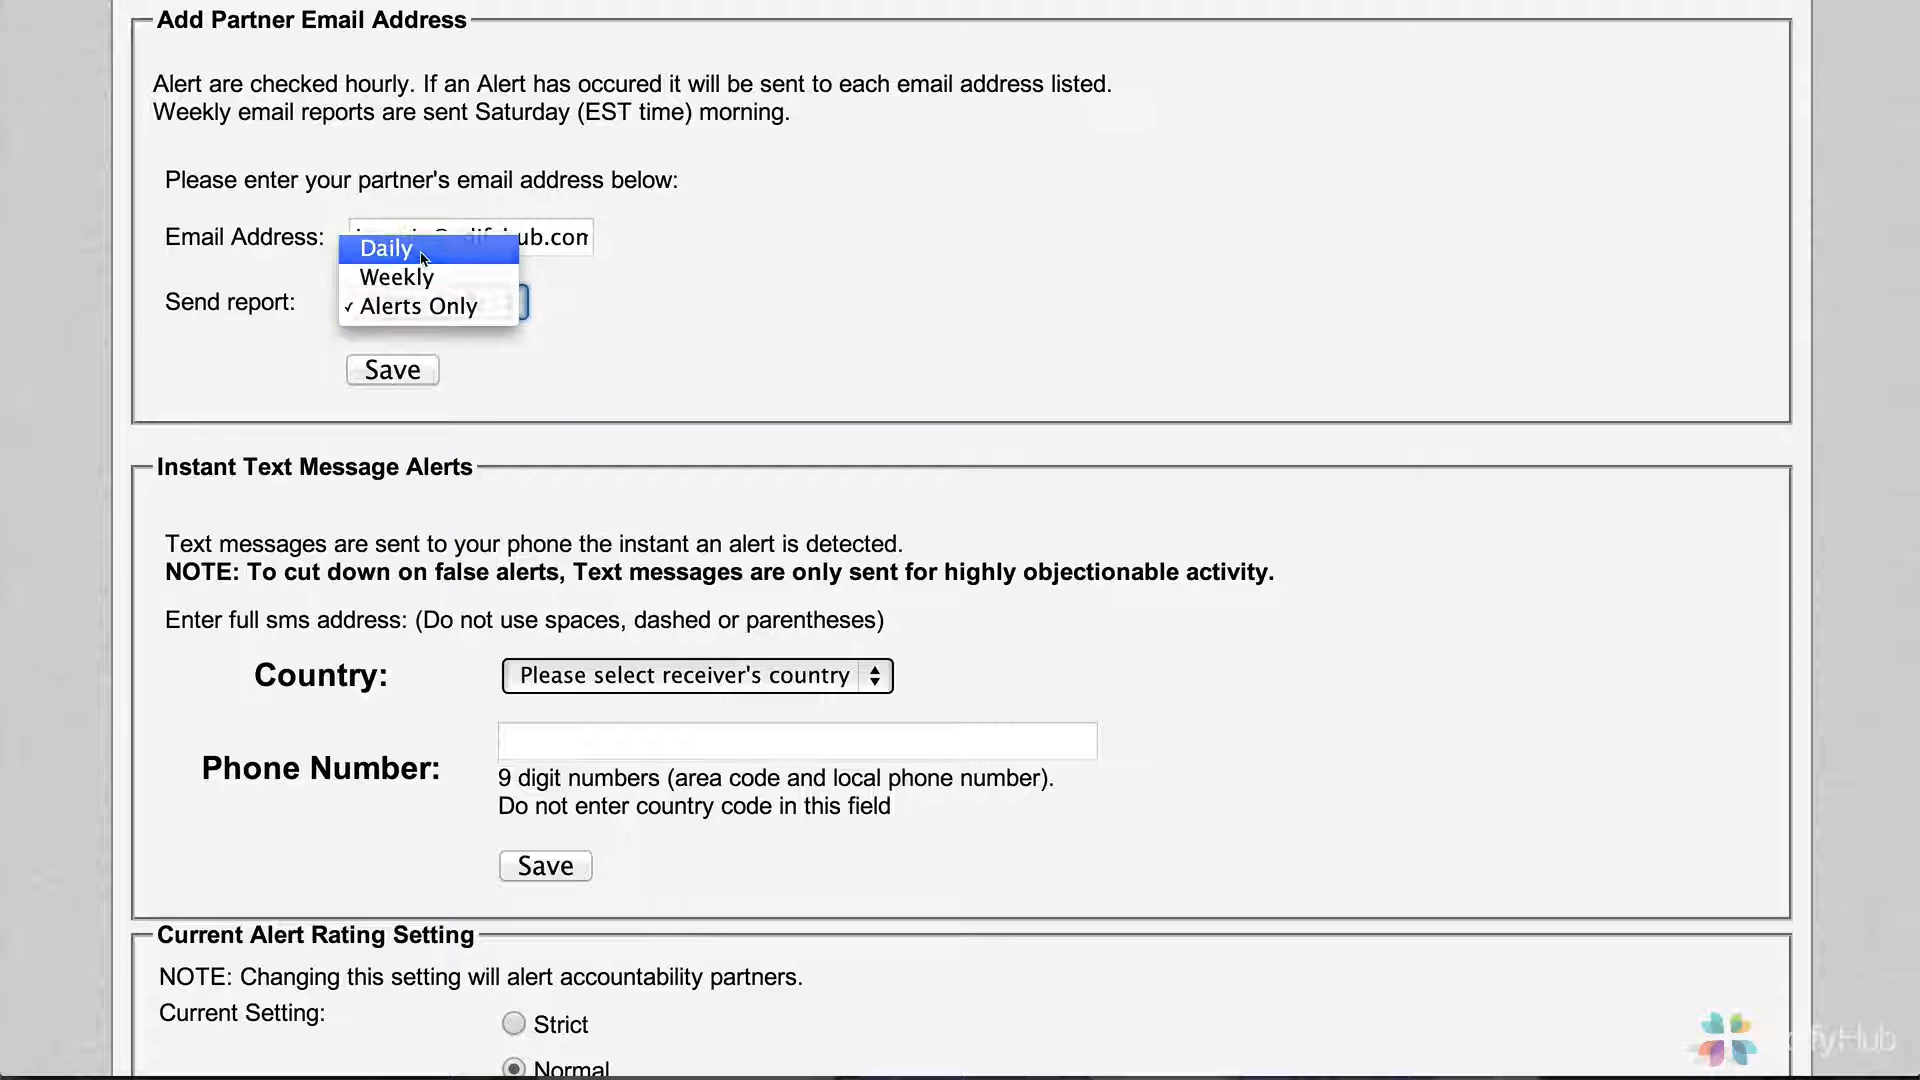 Add Partner Email Address
Alert are checked hourly. If an Alert has occured it will be sent to each email address listed.
Weekly email reports are sent Saturday (EST time) morning.
Please enter your partner's email address below:
Email Address: ub.com
Daily
Weekly
Send report:
✓ Alerts Only
Save
Instant Text Message Alerts
Text messages are sent to your phone the instant an alert is detected.
NOTE: To cut down on false alerts, Text messages are only sent for highly objectionable activity.
Enter full sms address: (Do not use spaces, dashed or parentheses)
Country: Please select receiver's country
Phone Number:
9 digit numbers (area code and local phone number).
Do not enter country code in this field
Save
Current Alert Rating Setting
NOTE: Changing this setting will alert accountability partners.
Current Setting:
Strict
Normal